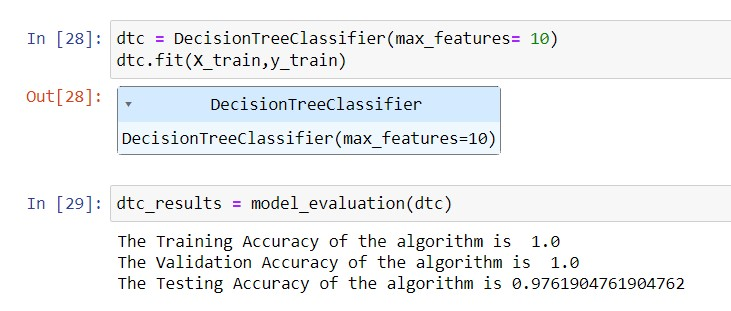 In [28]: dtc = DecisionTreeClassifier(max_features= 10)
dtc.fit(X_train,y_train)
Out[28]: ▾ DecisionTreeClassifier
DecisionTreeClassifier(max_features=10)
In [29]: dtc_results = model_evaluation(dtc)
The Training Accuracy of the algorithm is  1.0
The Validation Accuracy of the algorithm is  1.0
The Testing Accuracy of the algorithm is 0.9761904761904762